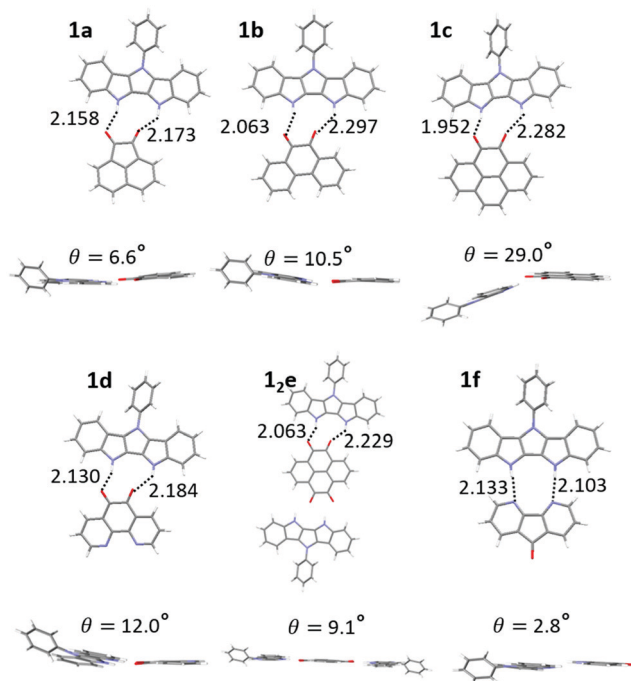 1a
1b
1c
2.158
2.173
2.063
2.297
1.952
2.282
θ = 6.6°
θ = 10.5°
θ = 29.0°
1d
1₂e
1f
2.130
2.184
2.063
2.229
2.133
2.103
θ = 12.0°
θ = 9.1°
θ = 2.8°